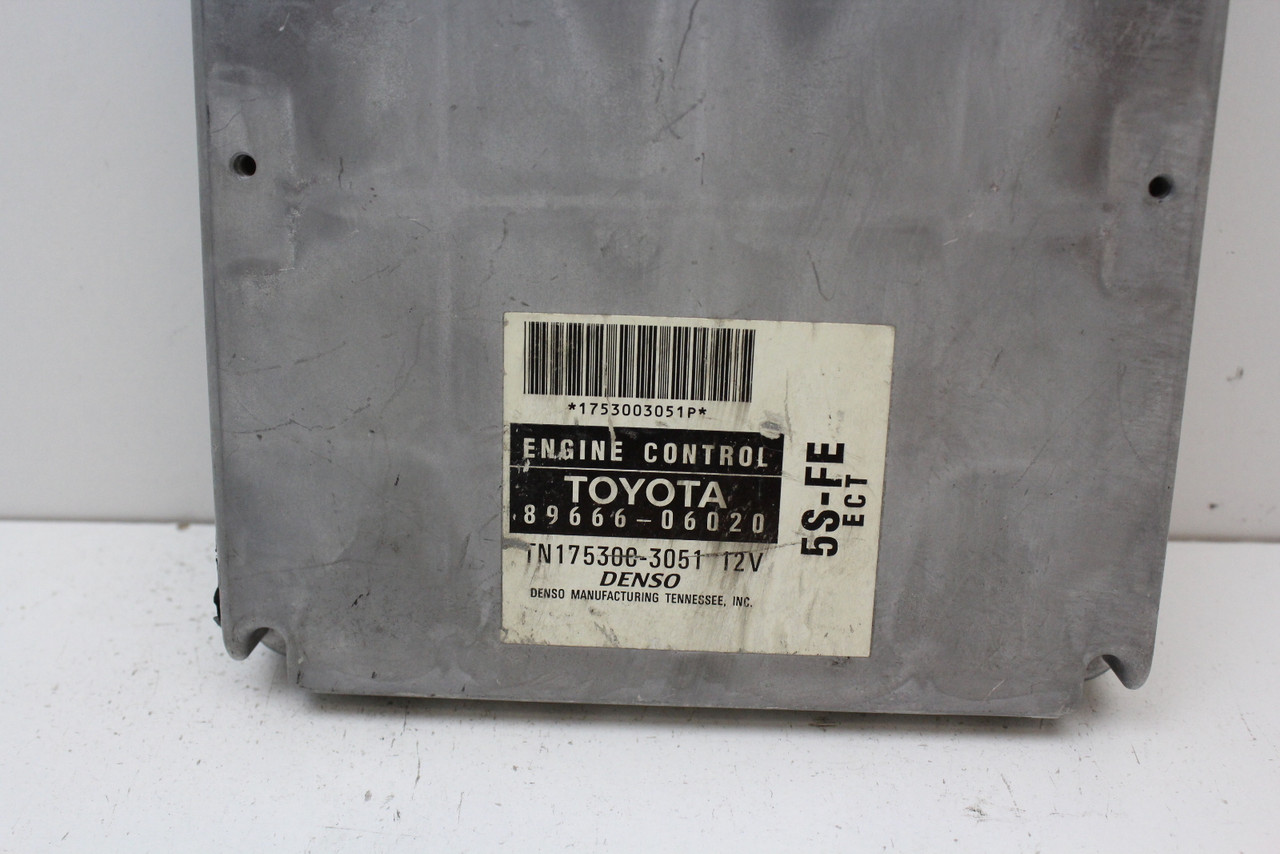 *1753003051P*
ENGINE CONTROL
TOYOTA
89666-06020
TN175300-3051 12V
DENSO
DENSO MANUFACTURING TENNESSEE, INC.
5S-FE
ECT